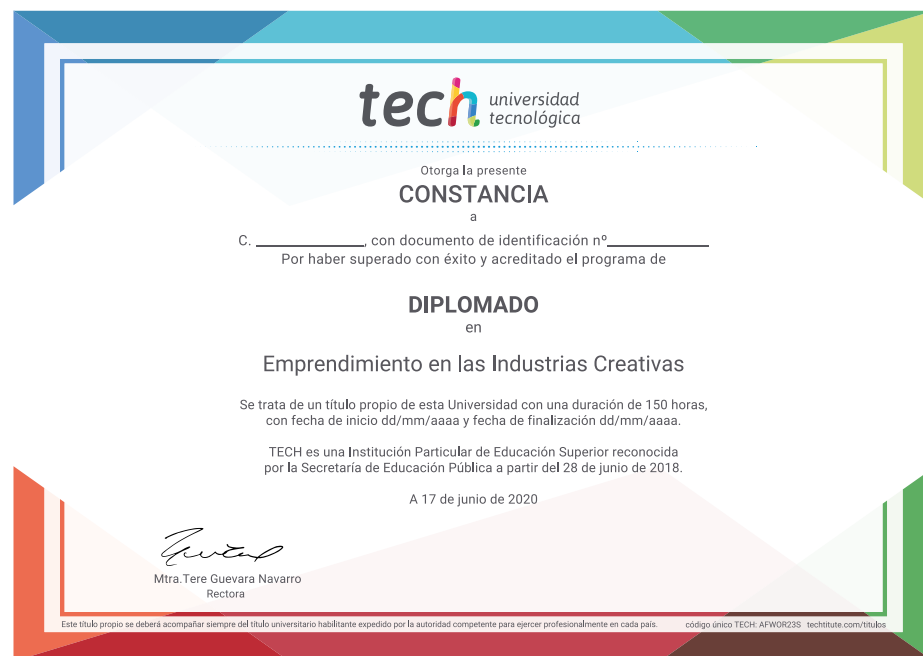 tech universidad
tecnológica
Otorga la presente
CONSTANCIA
a
C. ____________, con documento de identificación nº____________
Por haber superado con éxito y acreditado el programa de
DIPLOMADO
en
Emprendimiento en las Industrias Creativas
Se trata de un título propio de esta Universidad con una duración de 150 horas,
con fecha de inicio dd/mm/aaaa y fecha de finalización dd/mm/aaaa.
TECH es una Institución Particular de Educación Superior reconocida
por la Secretaría de Educación Pública a partir del 28 de junio de 2018.
A 17 de junio de 2020
Mtra.Tere Guevara Navarro
Rectora
Este título propio se deberá acompañar siempre del título universitario habilitante expedido por la autoridad competente para ejercer profesionalmente en cada país. código único TECH: AFWOR23S techtitute.com/titulos